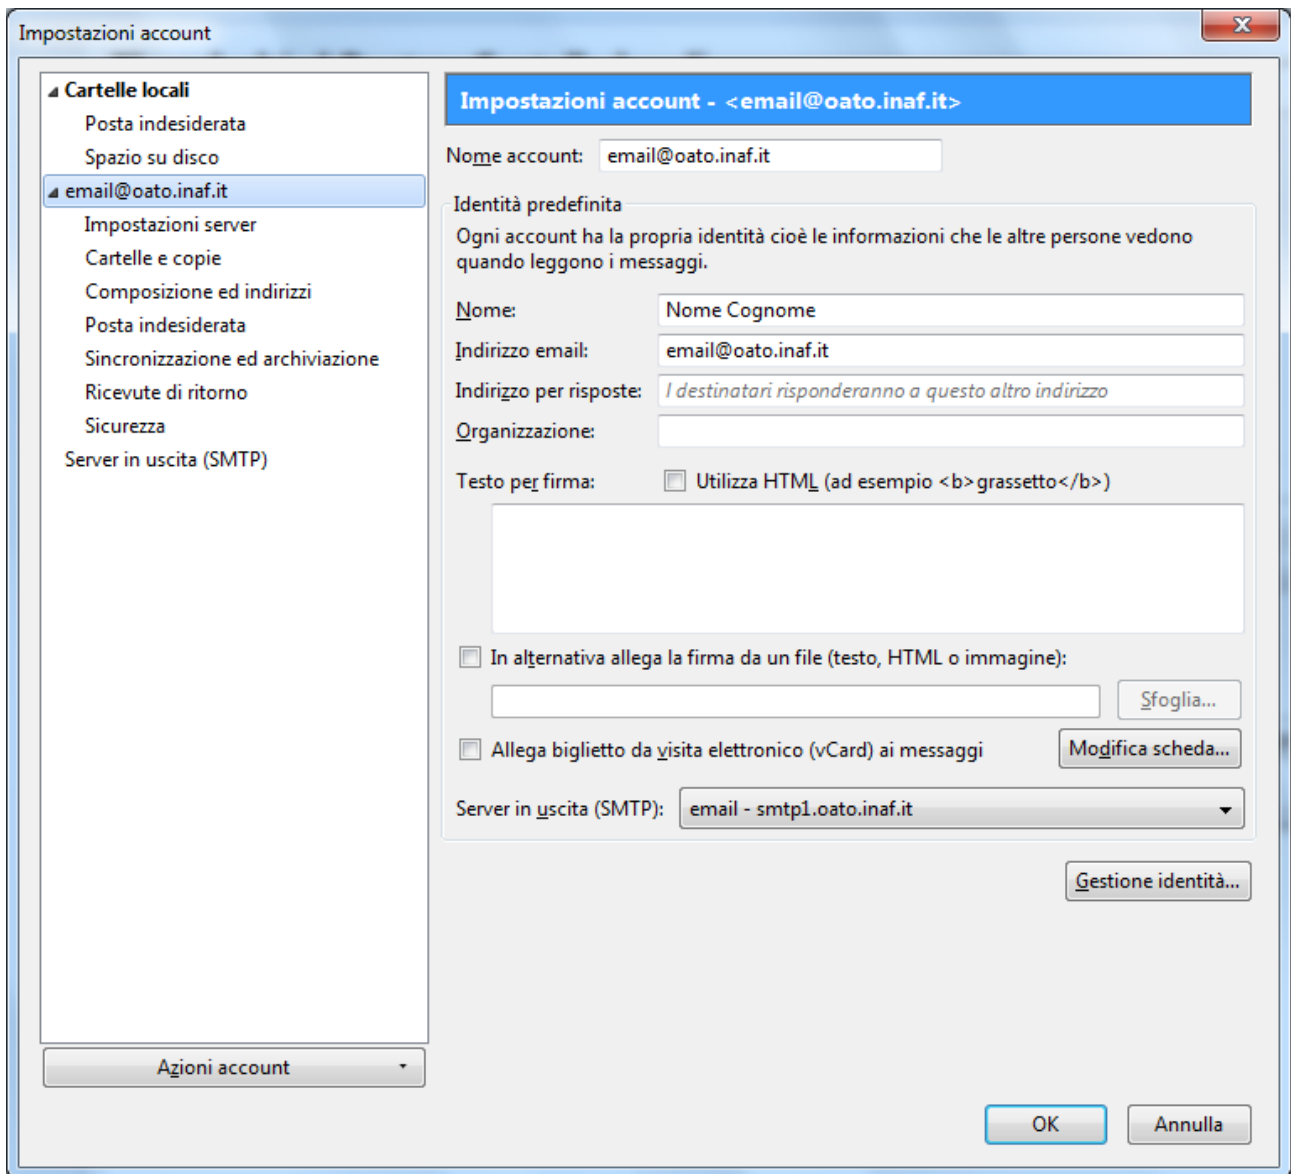 Impostazioni account
Cartelle locali
Posta indesiderata
Spazio su disco
email@oato.inaf.it
Impostazioni server
Cartelle e copie
Composizione ed indirizzi
Posta indesiderata
Sincronizzazione ed archiviazione
Ricevute di ritorno
Sicurezza
Server in uscita (SMTP)
Azioni account
Impostazioni account - <email@oato.inaf.it>
Nome account: email@oato.inaf.it
Identità predefinita
Ogni account ha la propria identità cioè le informazioni che le altre persone vedono
quando leggono i messaggi.
Nome: Nome Cognome
Indirizzo email: email@oato.inaf.it
Indirizzo per risposte: I destinatari risponderanno a questo altro indirizzo
Organizzazione:
Testo per firma: Utilizza HTML (ad esempio <b>grassetto</b>)
In alternativa allega la firma da un file (testo, HTML o immagine):
Sfoglia...
Allega biglietto da visita elettronico (vCard) ai messaggi Modifica scheda...
Server in uscita (SMTP): email - smtp1.oato.inaf.it
Gestione identità...
OK Annulla